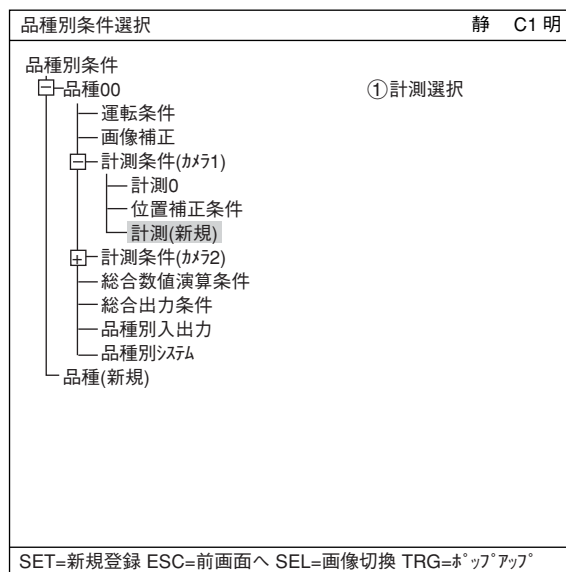 品種別条件選択 静 C1 明
品種別条件
品種00 ①計測選択
運転条件
画像補正
計測条件(ｶﾒﾗ1)
計測0
位置補正条件
計測(新規)
計測条件(ｶﾒﾗ2)
総合数値演算条件
総合出力条件
品種別入出力
品種別ｼｽﾃﾑ
品種(新規)
SET=新規登録 ESC=前画面へ SEL=画像切換 TRG=ﾎﾟｯﾌﾟｱｯﾌﾟ